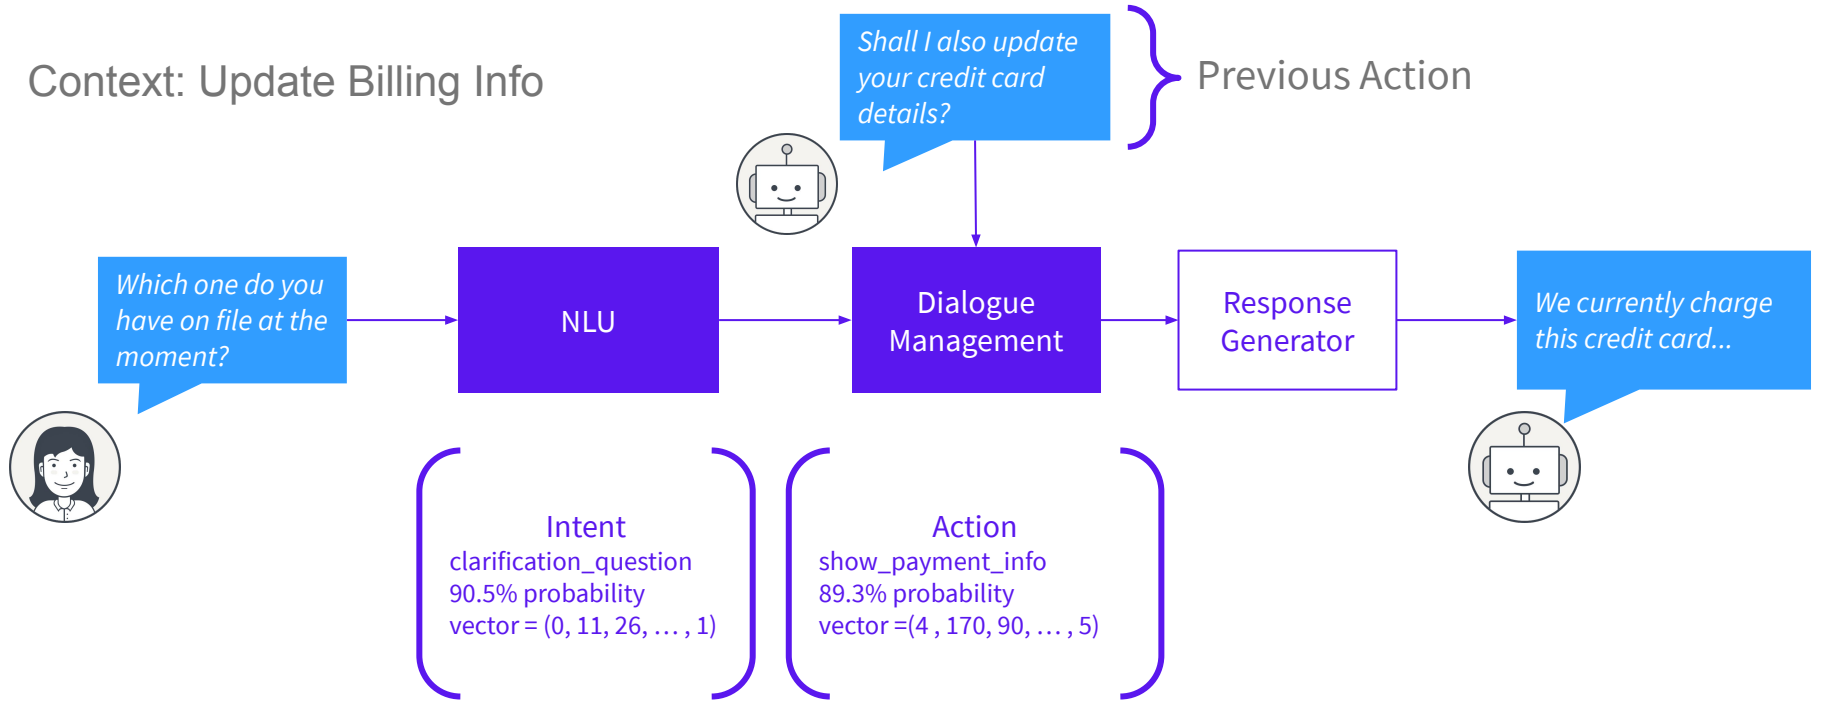 Context: Update Billing Info
Shall I also update
your credit card
details?
Previous Action
Which one do you
have on file at the
moment?
NLU
Dialogue
Management
Response
Generator
We currently charge
this credit card...
Intent
clarification_question
90.5% probability
vector = (0, 11, 26, … , 1)
Action
show_payment_info
89.3% probability
vector =(4 , 170, 90, … , 5)